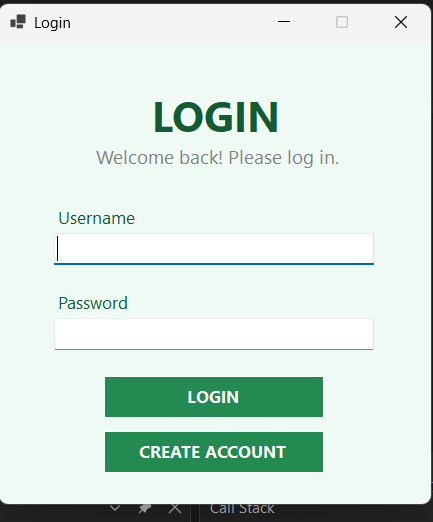 Login
LOGIN
Welcome back! Please log in.
Username
Password
LOGIN
CREATE ACCOUNT
Call Stack